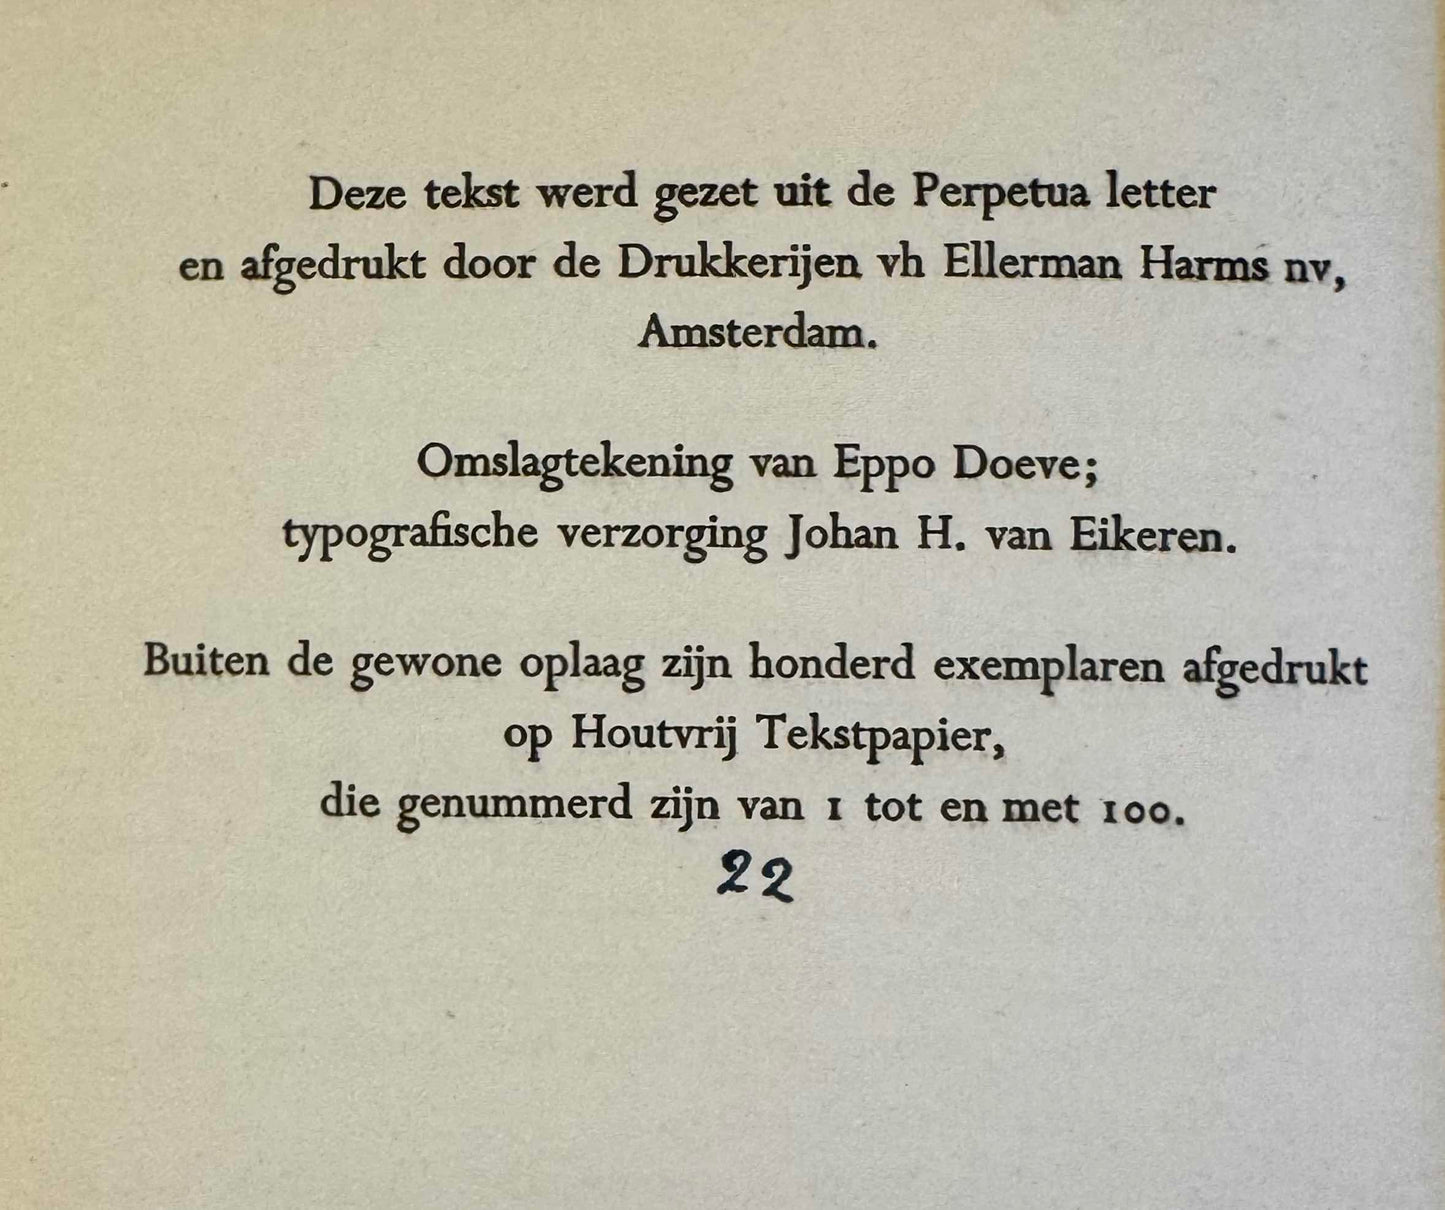 Deze tekst werd gezet uit de Perpetua letter
en afgedrukt door de Drukkerijen vh Ellerman Harms nv,
Amsterdam.
Omslagtekening van Eppo Doeve;
typografische verzorging Johan H. van Eikeren.
Buiten de gewone oplaag zijn honderd exemplaren afgedrukt
op Houtvrij Tekstpapier,
die genummerd zijn van 1 tot en met 100.
22